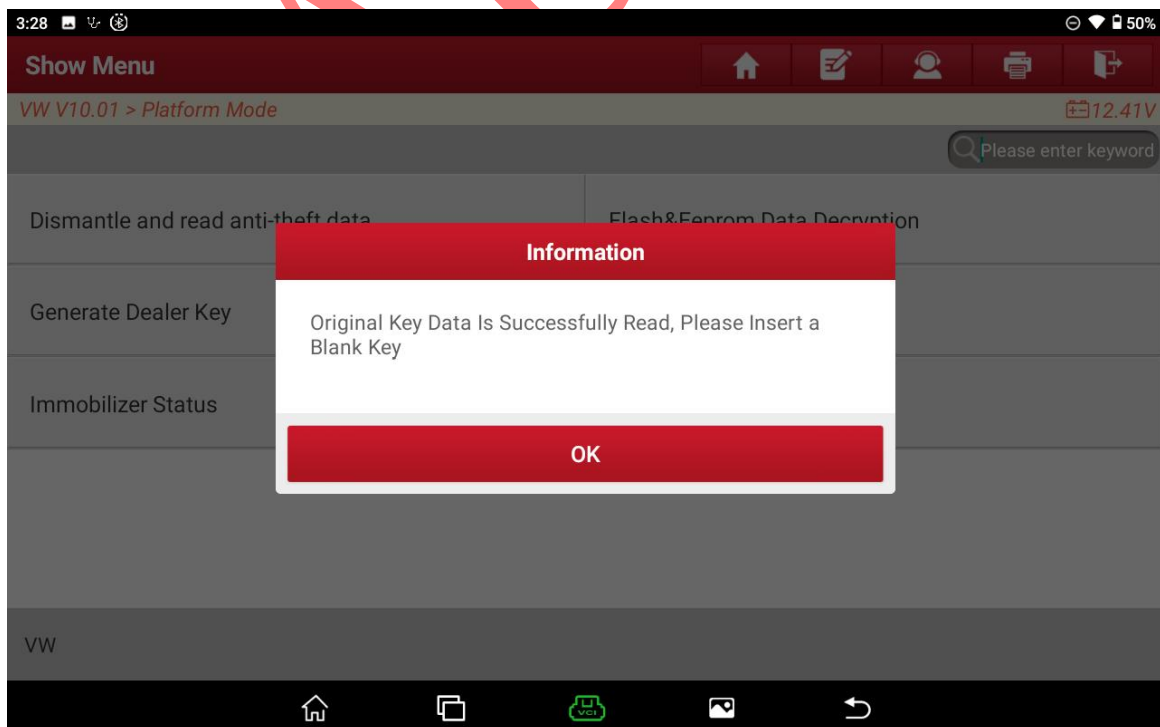 3:28
50%
Show Menu
VW V10.01 > Platform Mode
12.41V
Please enter keyword
Dismantle and read anti-theft data
Flash&Eeprom Data Decryption
Information
Generate Dealer Key
Original Key Data Is Successfully Read, Please Insert a
Blank Key
Immobilizer Status
OK
VW
VCI